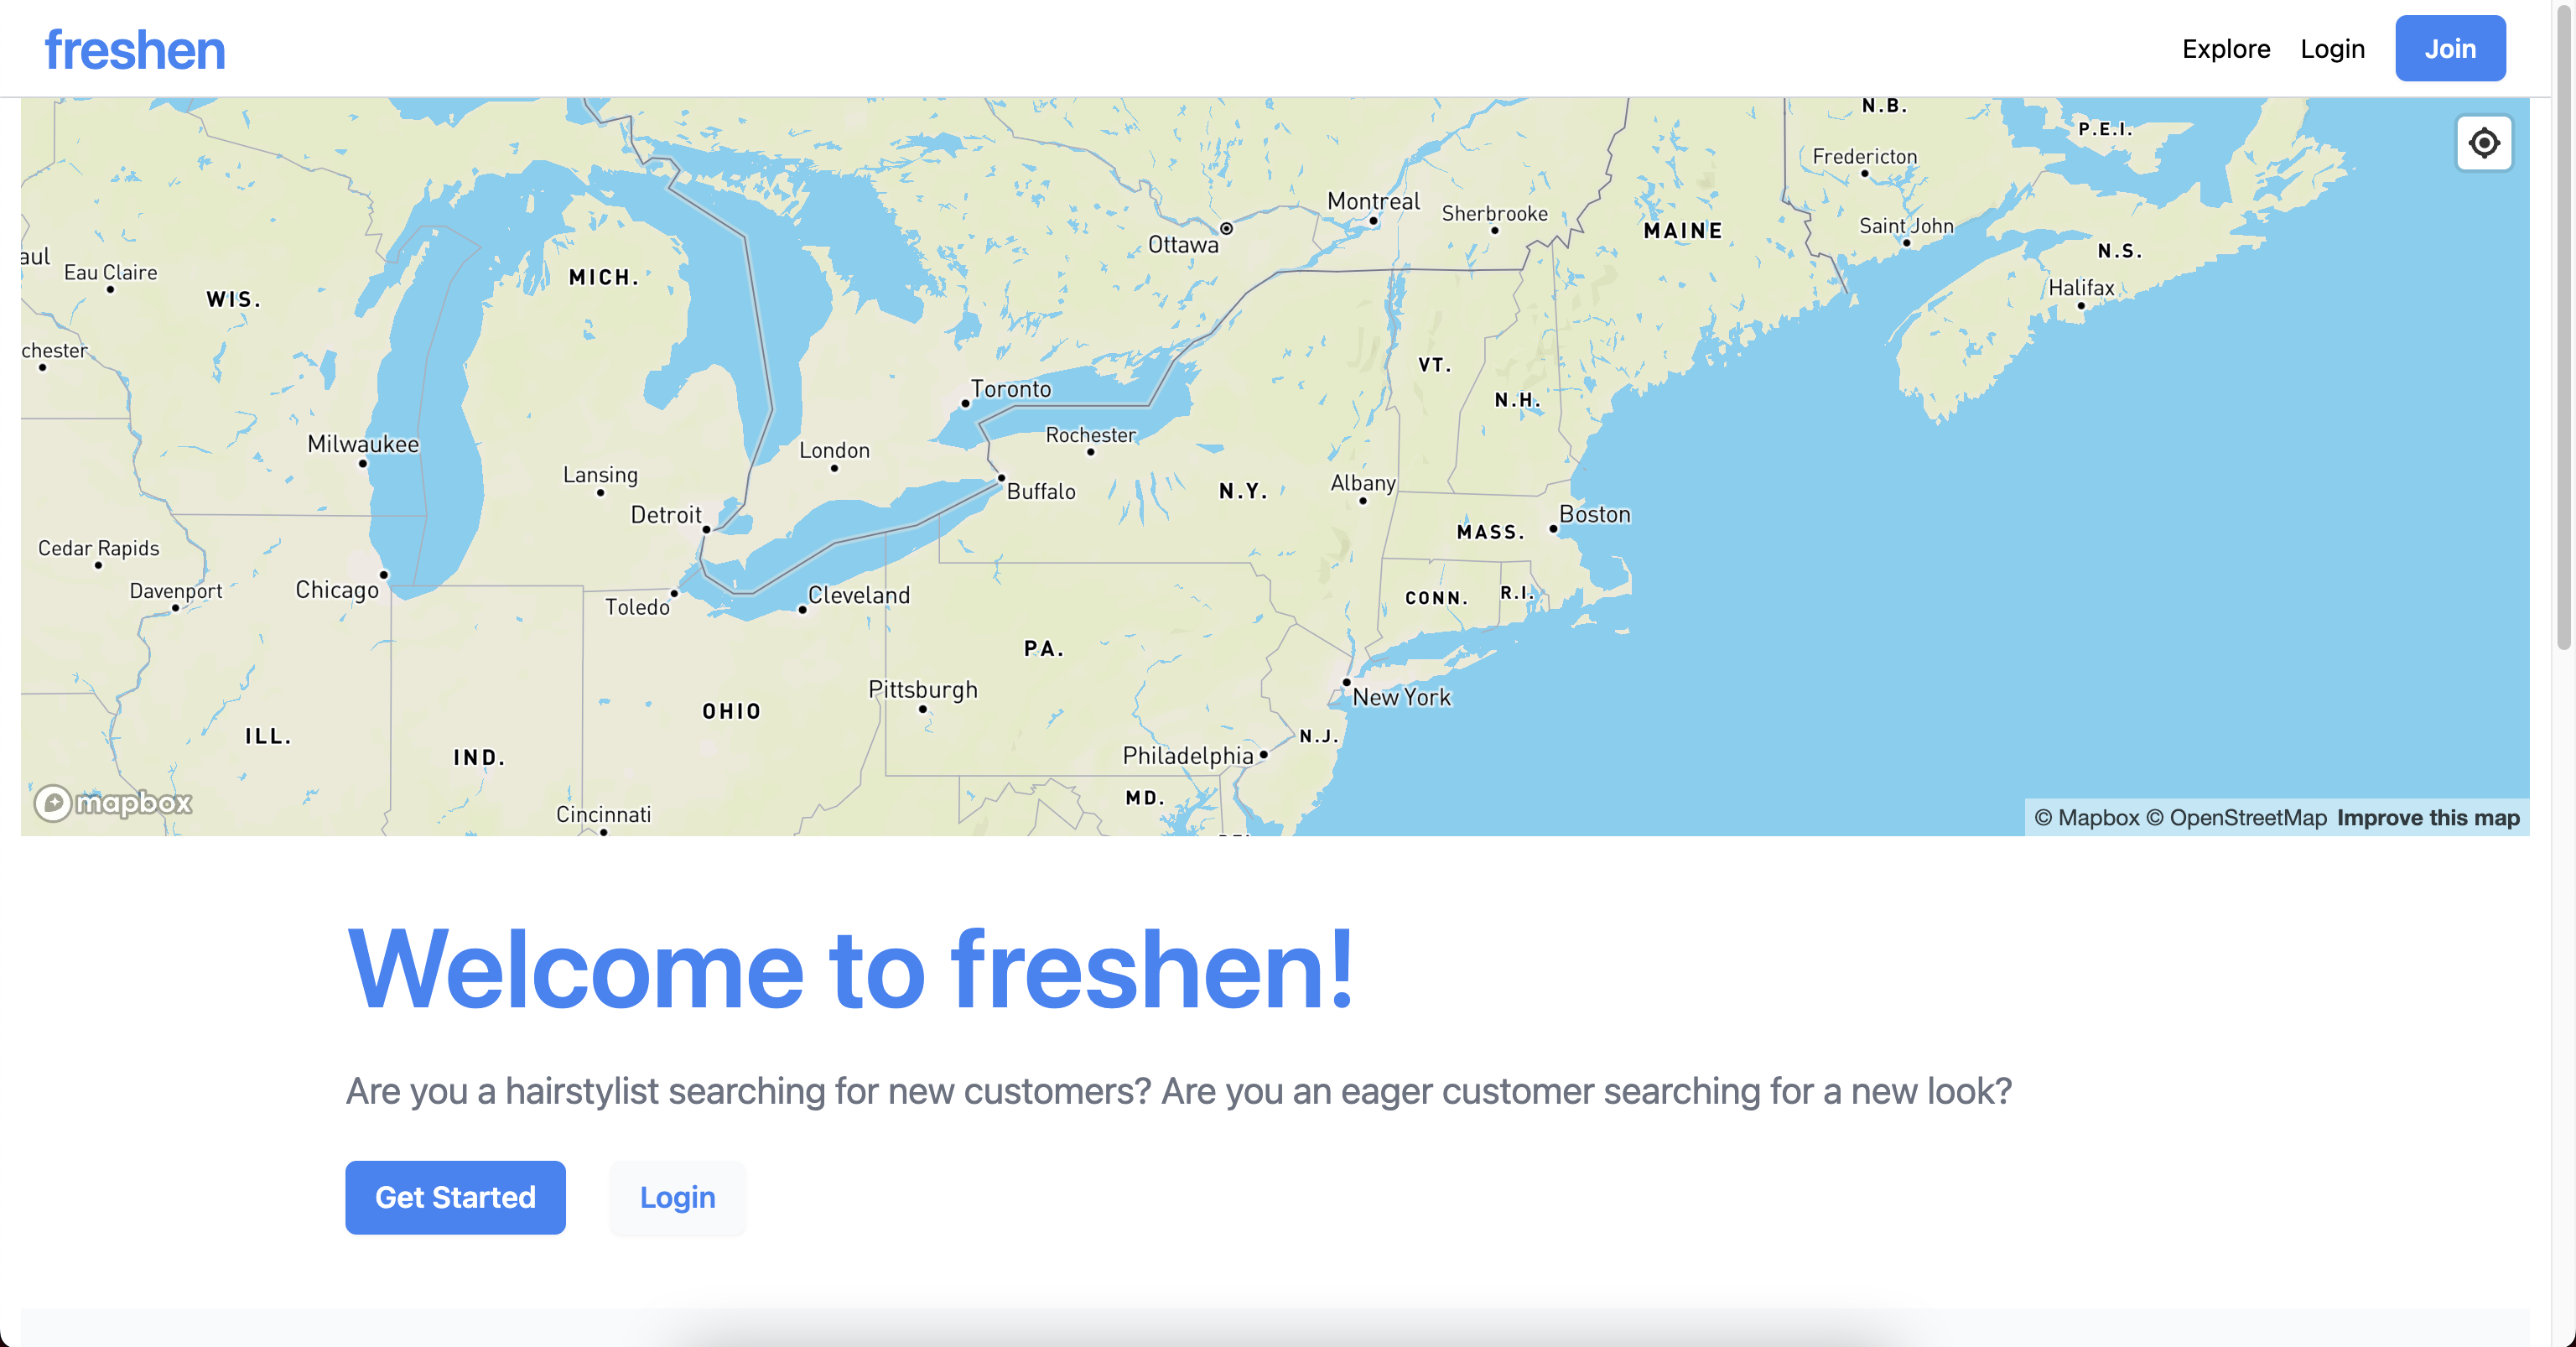 freshen
Explore Login Join
N.B.
P.E.I.
Fredericton
Montreal
Sherbrooke
Saint John
MAINE
Ottawa
N.S.
aul
Eau Claire
MICH.
Halifax
WIS.
chester
VT.
Toronto
N.H.
Rochester
Milwaukee
London
Lansing
Albany
Buffalo
N.Y.
Detroit
Boston
MASS.
Cedar Rapids
Davenport
Chicago
Cleveland
R.I.
CONN.
Toledo
PA.
Pittsburgh
New York
OHIO
ILL.
N.J.
IND.
Philadelphia
MD.
mapbox
Cincinnati
© Mapbox © OpenStreetMap Improve this map
Welcome to freshen!
Are you a hairstylist searching for new customers? Are you an eager customer searching for a new look?
Get Started Login